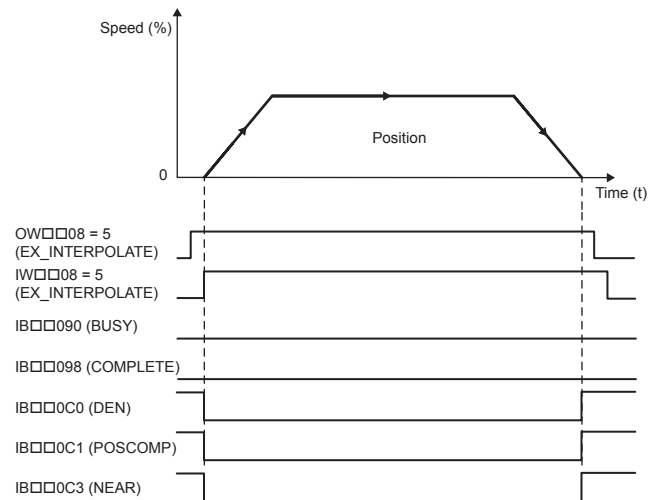 Speed (%)
Position
0
Time (t)
OW□□08 = 5
(EX_INTERPOLATE)
IW□□08 = 5
(EX_INTERPOLATE)
IB□□090 (BUSY)
IB□□098 (COMPLETE)
IB□□0C0 (DEN)
IB□□0C1 (POSCOMP)
IB□□0C3 (NEAR)